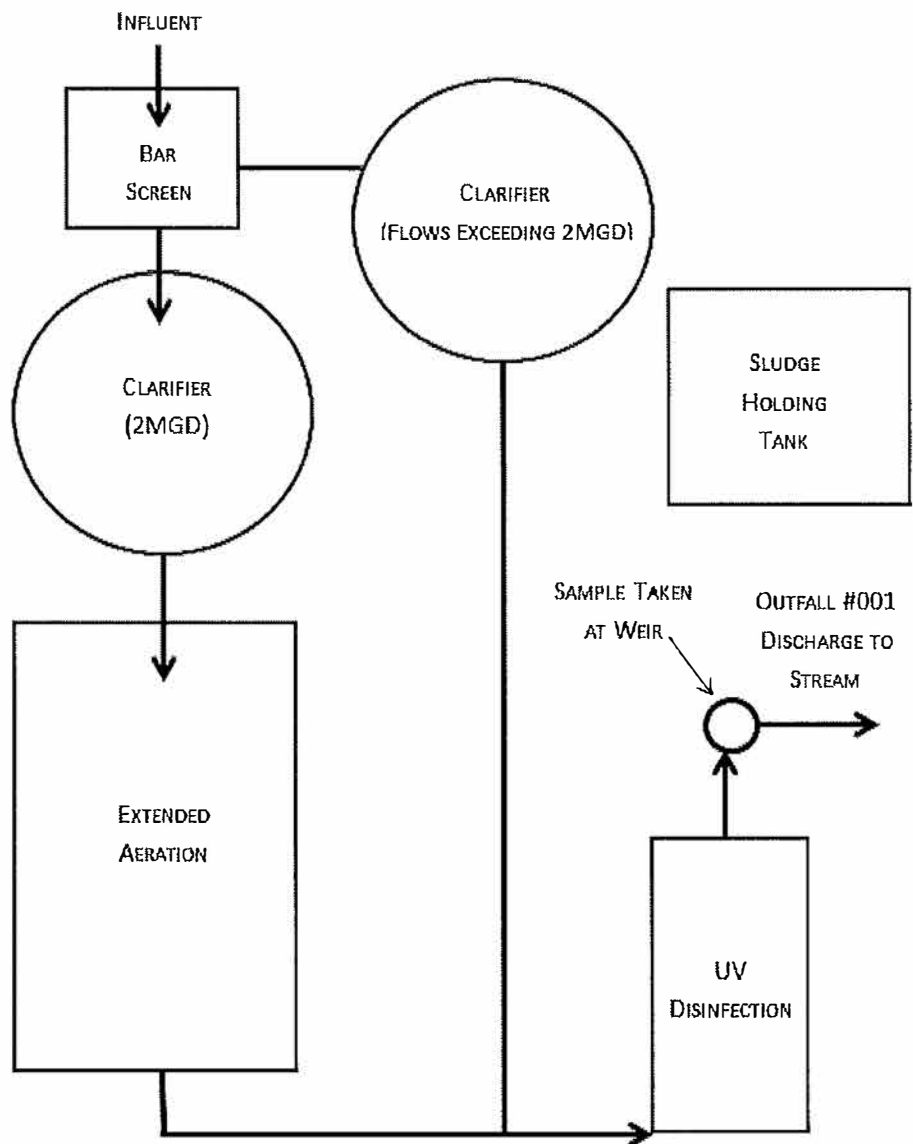 INFLUENT
BAR
SCREEN
CLARIFIER
(FLOWS EXCEEDING 2MGD)
CLARIFIER
(2MGD)
SLUDGE
HOLDING
TANK
SAMPLE TAKEN
AT WEIR
OUTFALL #001
DISCHARGE TO
STREAM
EXTENDED
AERATION
UV
DISINFECTION